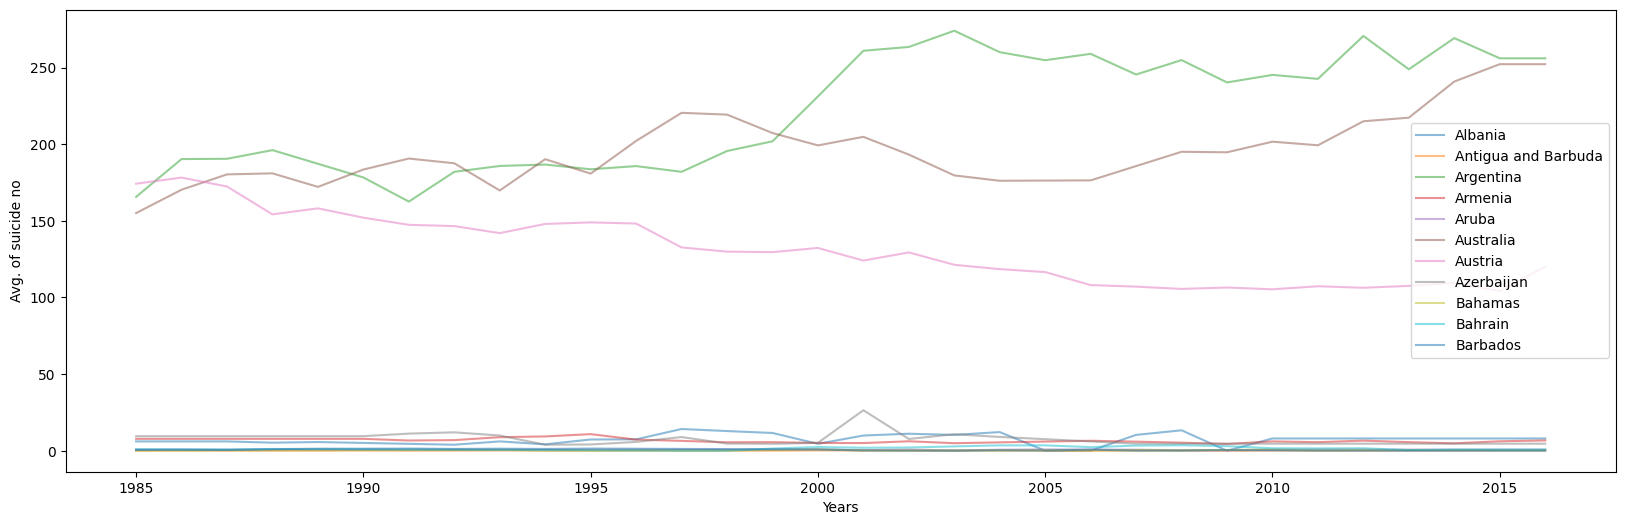 250
200
150
100
50
0
Avg. of suicide no
1985
1990
1995
2000
2005
2010
2015
Years
Albania
Antigua and Barbuda
Argentina
Armenia
Aruba
Australia
Austria
Azerbaijan
Bahamas
Bahrain
Barbados